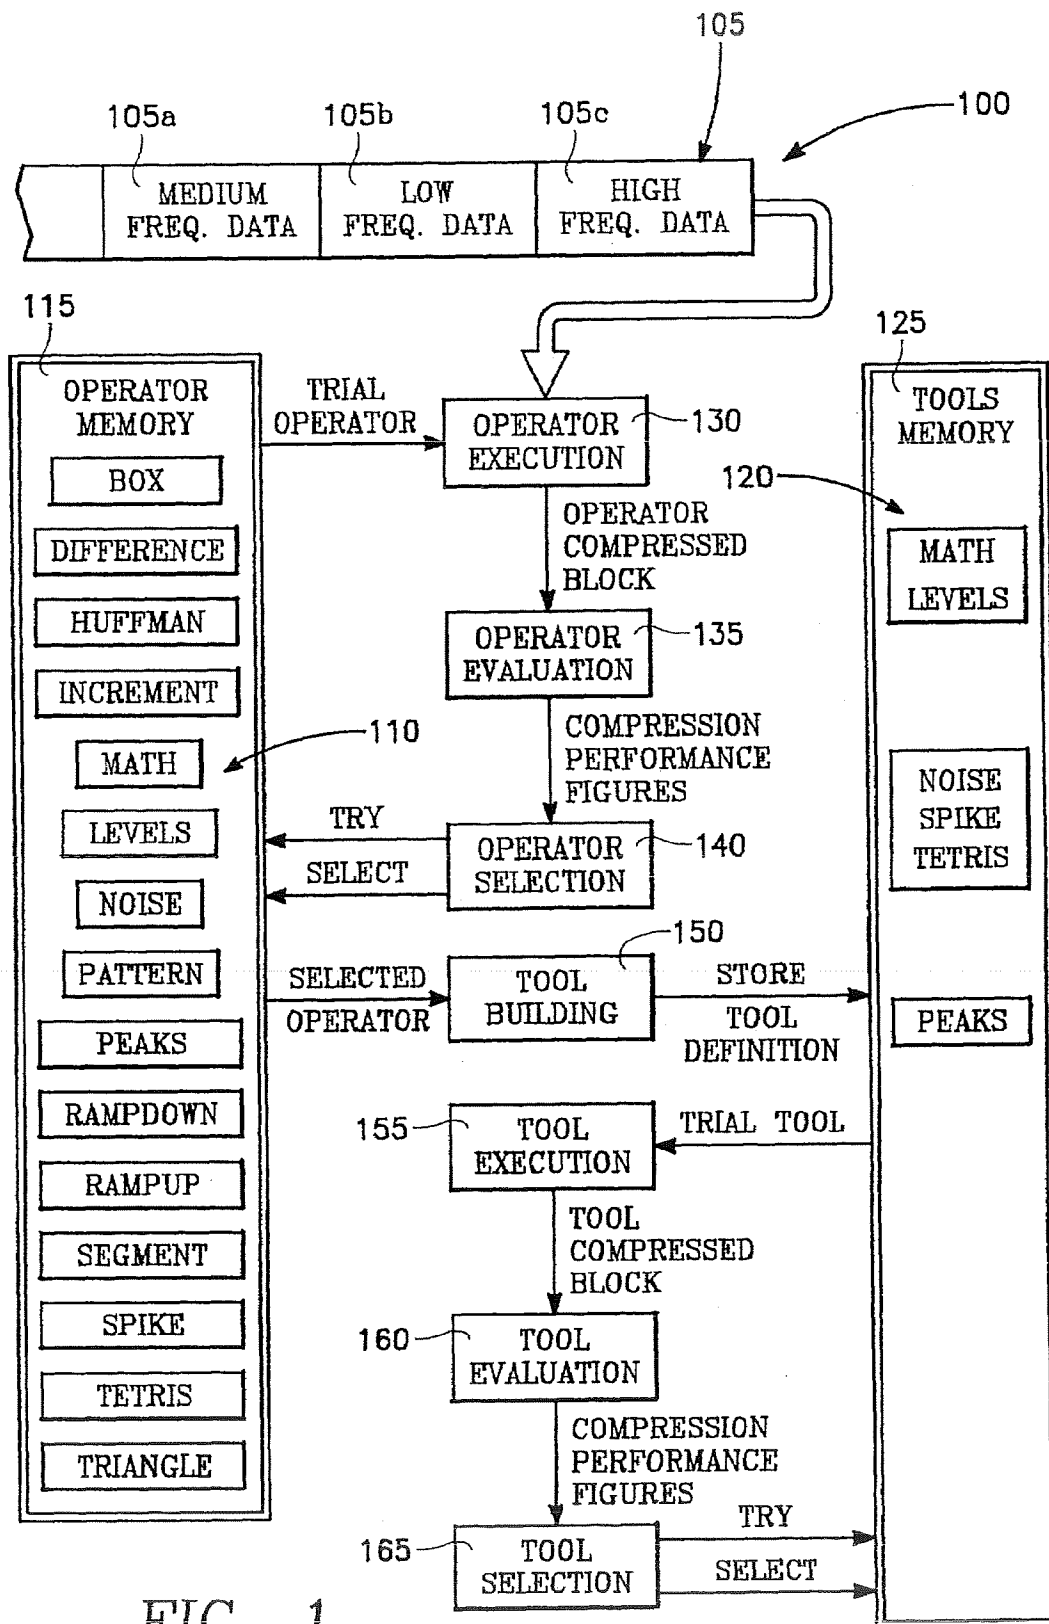 105
100
105a
105b
105c
MEDIUM
FREQ. DATA
LOW
FREQ. DATA
HIGH
FREQ. DATA
115
OPERATOR
MEMORY
BOX
DIFFERENCE
HUFFMAN
INCREMENT
MATH
110
LEVELS
NOISE
PATTERN
PEAKS
RAMPDOWN
RAMPUP
SEGMENT
SPIKE
TETRIS
TRIANGLE
TRIAL
OPERATOR
OPERATOR
EXECUTION
130
OPERATOR
COMPRESSED
BLOCK
OPERATOR
EVALUATION
135
COMPRESSION
PERFORMANCE
FIGURES
TRY
SELECT
OPERATOR
SELECTION
140
SELECTED
OPERATOR
150
TOOL
BUILDING
STORE
TOOL
DEFINITION
155
TOOL
EXECUTION
TRIAL TOOL
TOOL
COMPRESSED
BLOCK
160
TOOL
EVALUATION
COMPRESSION
PERFORMANCE
FIGURES
165
TOOL
SELECTION
TRY
SELECT
125
TOOLS
MEMORY
120
MATH
LEVELS
NOISE
SPIKE
TETRIS
PEAKS
FIG. 1